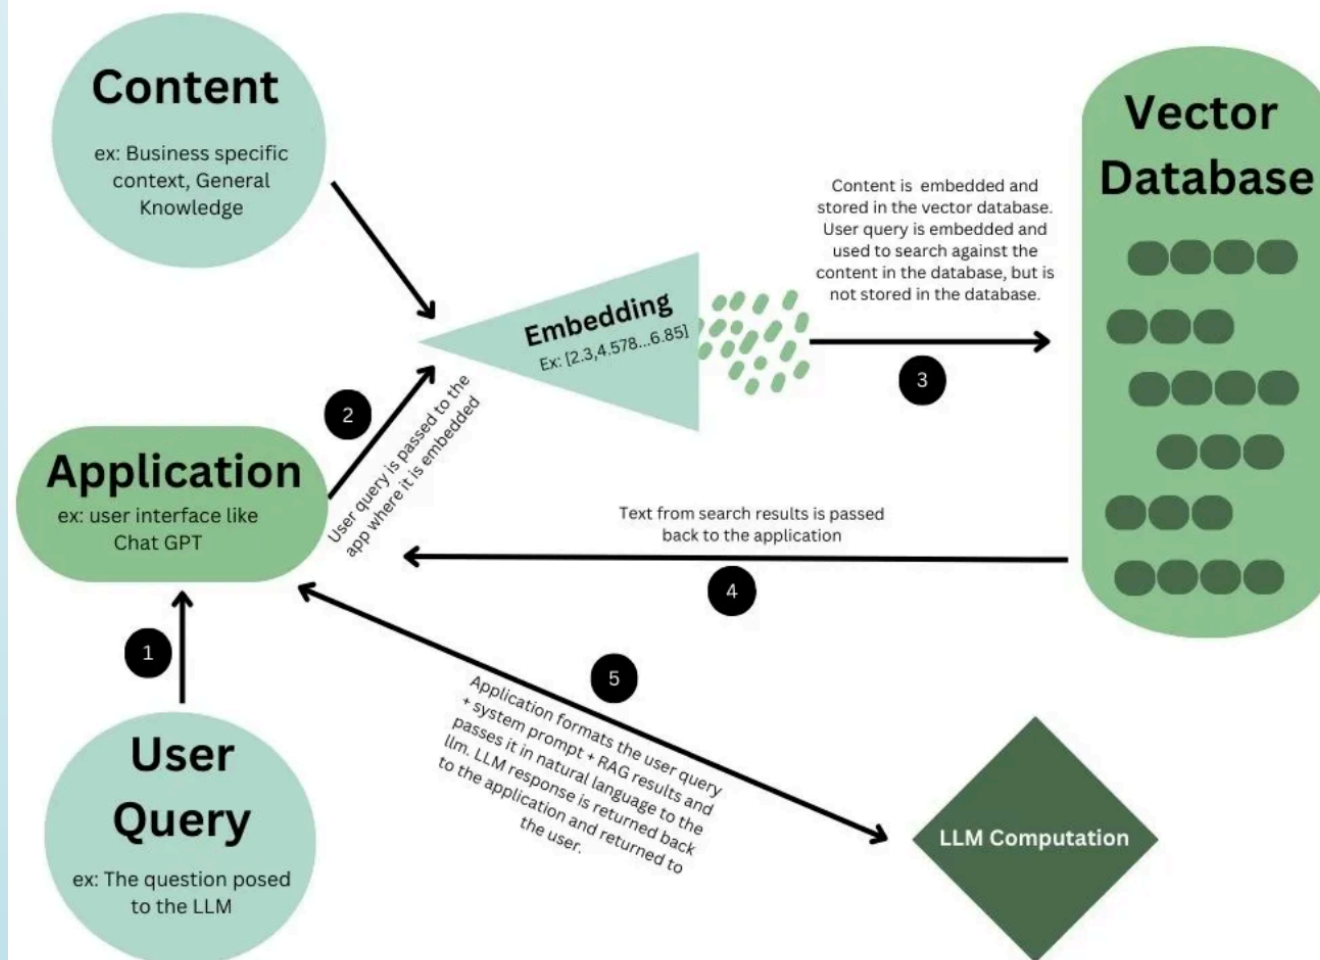 Content
ex: Business specific
context, General
Knowledge
Vector
Database
Content is embedded and
stored in the vector database.
User query is embedded and
used to search against the
content in the database, but is
not stored in the database.
Embedding
Ex: [2.3,4.578...6.85]
3
2
User query is passed to the
app where it is embedded
Application
ex: user interface like
Chat GPT
Text from search results is passed
back to the application
4
1
5
Application formats the user query
+ system prompt + RAG results and
passes it in natural language to the
llm. LLM response is returned back
to the application and returned to
the user.
User
Query
ex: The question posed
to the LLM
LLM Computation